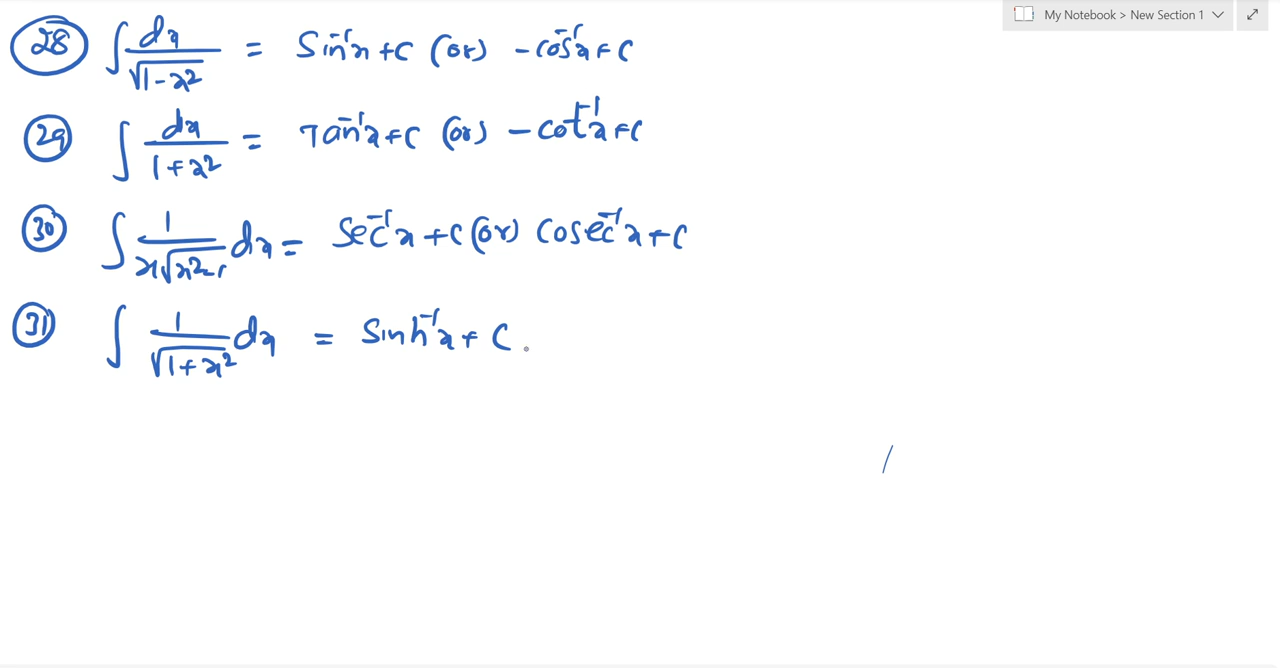 My Notebook > New Section 1
28 ∫ dx/√(1-x²) = Sin⁻¹x + C (or) - cos⁻¹x + C
29 ∫ dx/(1+x²) = Tan⁻¹x + C (or) - cot⁻¹x + C
30 ∫ 1/(x√(x²-1)) dx = Sec⁻¹x + C (or) Cosec⁻¹x + C
31 ∫ 1/√(1+x²) dx = Sinh⁻¹x + C.